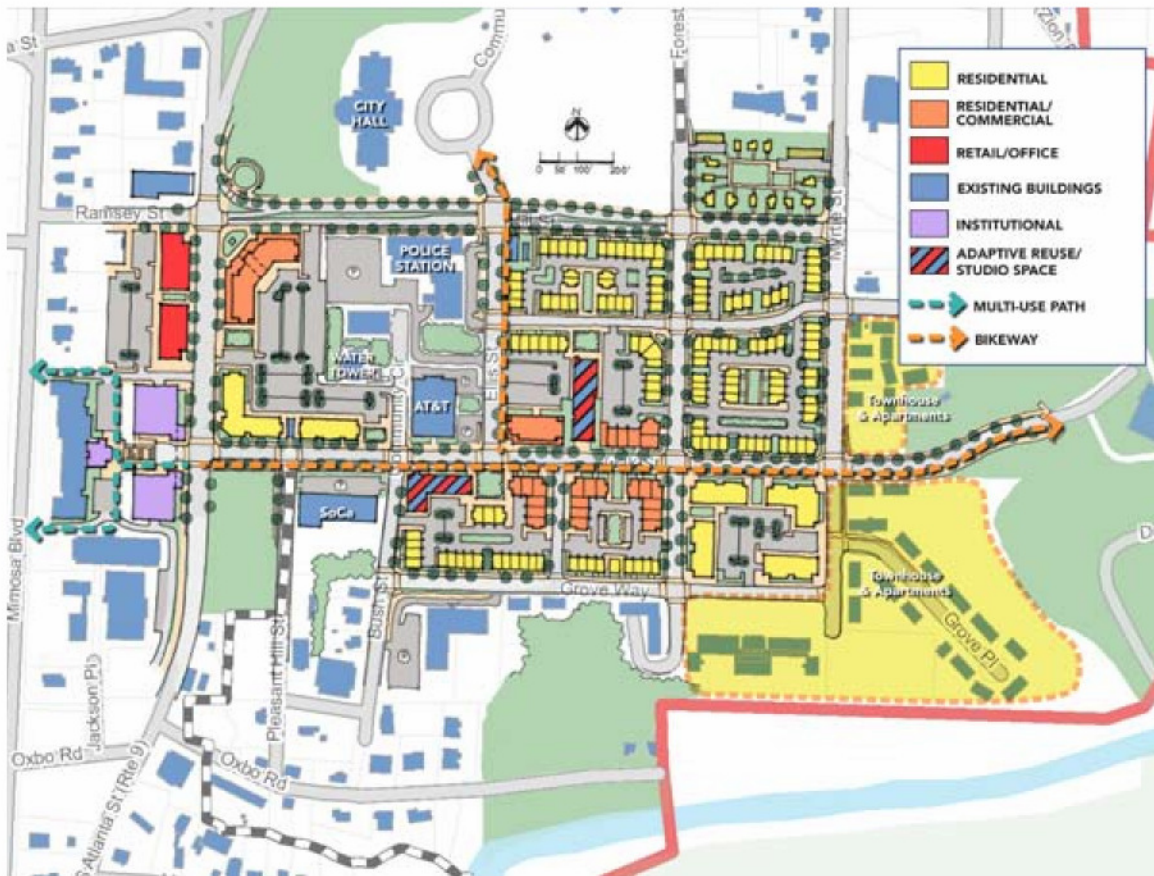 a St
Commu
Forest
(Zion
CITY
HALL
N
0 50' 100' 200'
RESIDENTIAL
RESIDENTIAL/
COMMERCIAL
RETAIL/OFFICE
EXISTING BUILDINGS
INSTITUTIONAL
ADAPTIVE REUSE/
STUDIO SPACE
MULTI-USE PATH
BIKEWAY
Ramsey St
POLICE
STATION
Myrtle St
WATER
TOWER
AT&T
Ellis St
Townhouse
& Apartments
SoCa
Mimosa Blvd
Bush St
Grove Way
Townhouse
& Apartments
Grove Pl
Pleasant Hill St
Jackson Pl
Oxbo Rd
Oxbo Rd
S Atlanta St (Rte 9)
D